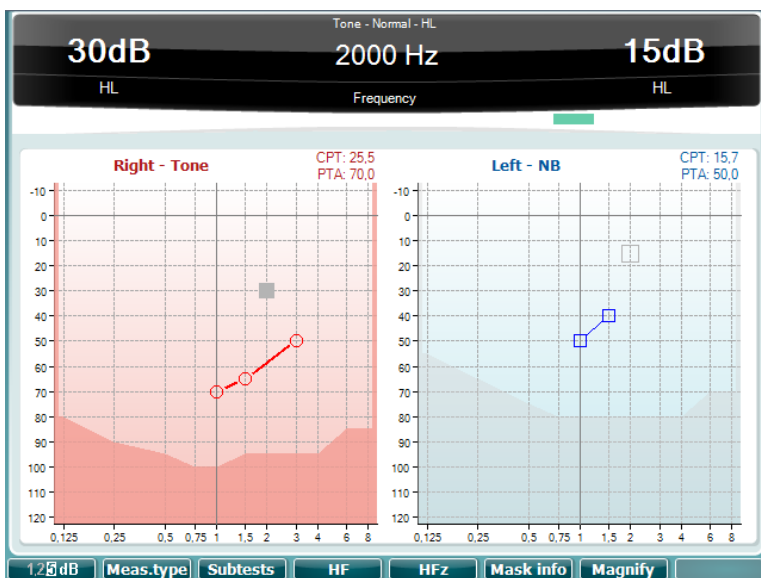 Tone - Normal - HL
30dB 2000 Hz 15dB
HL Frequency HL
Right - Tone
CPT: 25,5
PTA: 70,0
-10
0
10
20
30
40
50
60
70
80
90
100
110
120
0,125 0,25 0,5 0,75 1 1,5 2 3 4 6 8
Left - NB
CPT: 15,7
PTA: 50,0
-10
0
10
20
30
40
50
60
70
80
90
100
110
120
0,125 0,25 0,5 0,75 1 1,5 2 3 4 6 8
1,2,5 dB Meas.type Subtests HF HFz Mask info Magnify